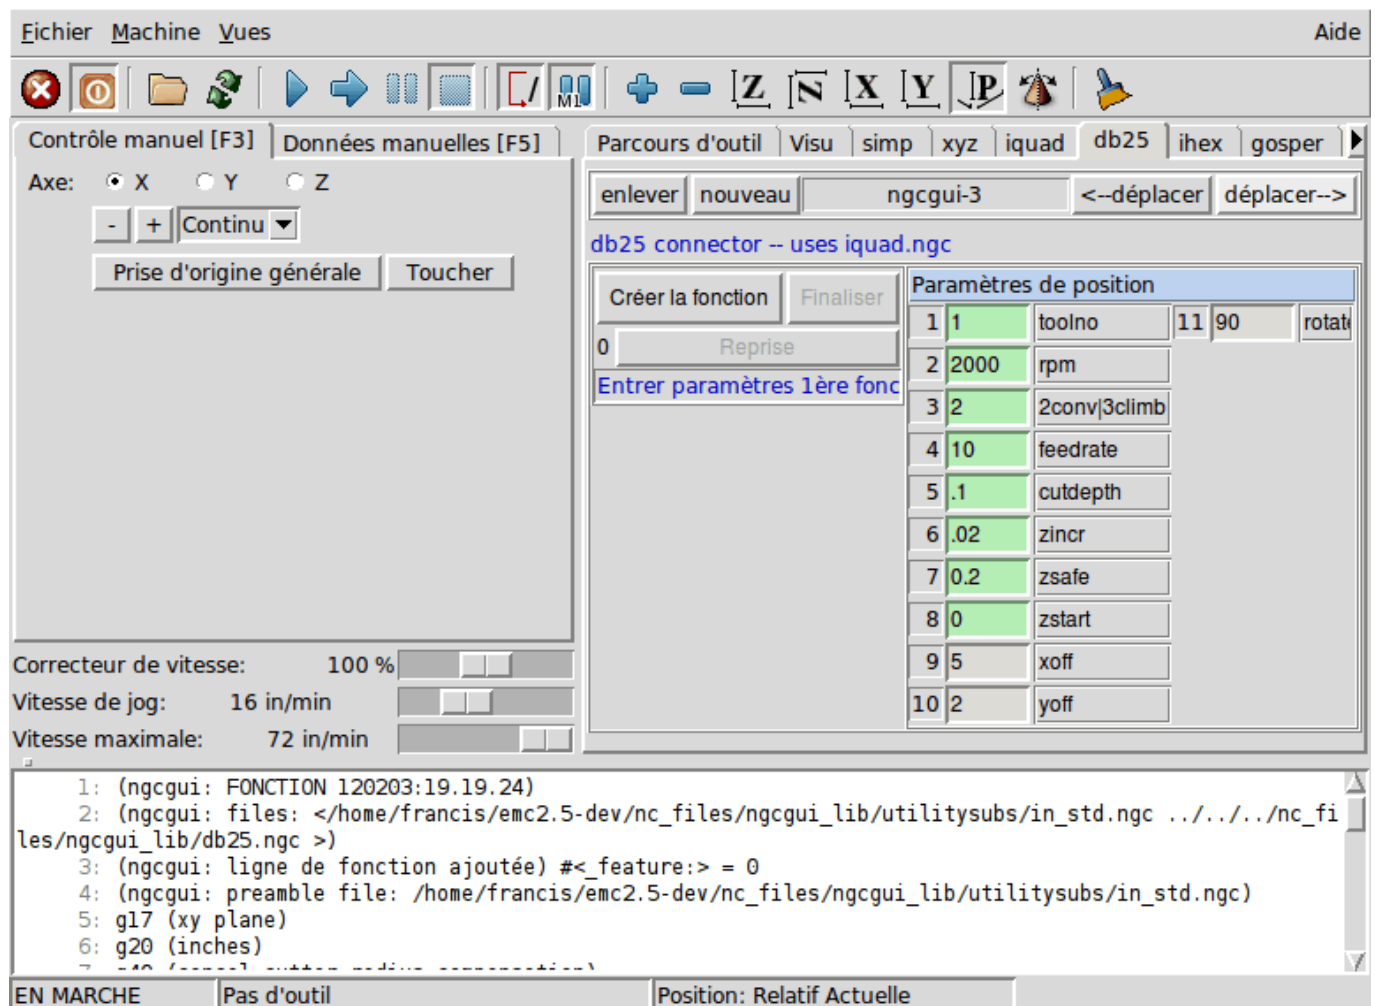 Fichier Machine Vues Aide
M1 Z N X Y P
Contrôle manuel [F3] Données manuelles [F5]
Parcours d'outil Visu simp xyz iquad db25 ihex gosper
Axe: X Y Z
- + Continu
Prise d'origine générale Toucher
enlever nouveau ngcgui-3 <--déplacer déplacer-->
db25 connector -- uses iquad.ngc
Créer la fonction Finaliser
0 Reprise
Entrer paramètres 1ère fonc
Paramètres de position
1 1 toolno 11 90 rotat
2 2000 rpm
3 2 2conv|3climb
4 10 feedrate
5 .1 cutdepth
6 .02 zincr
7 0.2 zsafe
8 0 zstart
9 5 xoff
10 2 yoff
Correcteur de vitesse: 100 %
Vitesse de jog: 16 in/min
Vitesse maximale: 72 in/min
1: (ngcgui: FONCTION 120203:19.19.24)
2: (ngcgui: files: </home/francis/emc2.5-dev/nc_files/ngcgui_lib/utilitysubs/in_std.ngc ../../../nc_fi
les/ngcgui_lib/db25.ngc >)
3: (ngcgui: ligne de fonction ajoutée) #<_feature:> = 0
4: (ngcgui: preamble file: /home/francis/emc2.5-dev/nc_files/ngcgui_lib/utilitysubs/in_std.ngc)
5: g17 (xy plane)
6: g20 (inches)
EN MARCHE Pas d'outil Position: Relatif Actuelle